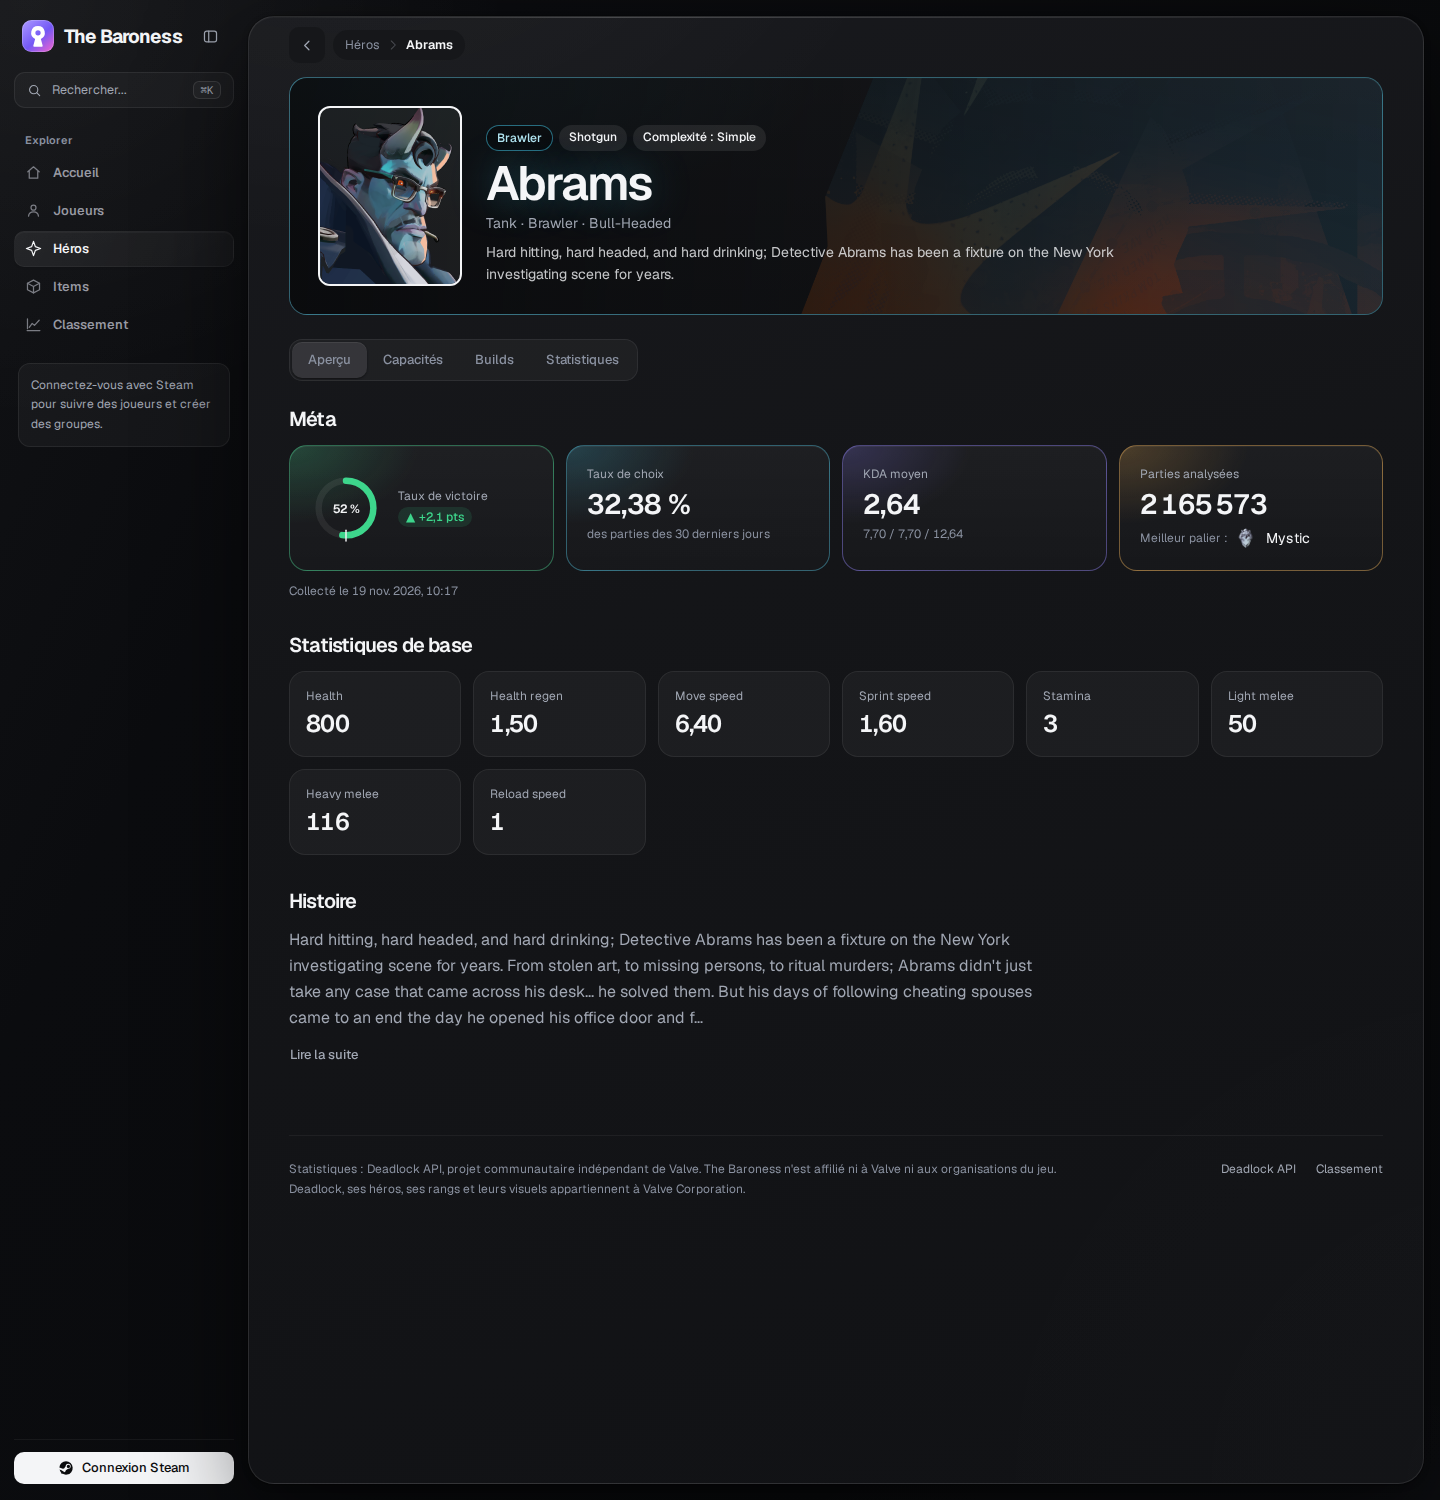 The Baroness
Rechercher...
⌘K
Explorer
Accueil
Joueurs
Héros
Items
Classement
Connectez-vous avec Steam
pour suivre des joueurs et créer
des groupes.
Connexion Steam
Héros
Abrams
Brawler
Shotgun
Complexité : Simple
Abrams
Tank · Brawler · Bull-Headed
Hard hitting, hard headed, and hard drinking; Detective Abrams has been a fixture on the New York
investigating scene for years.
Aperçu
Capacités
Builds
Statistiques
Méta
52 %
Taux de victoire
▲ +2,1 pts
Taux de choix
32,38 %
des parties des 30 derniers jours
KDA moyen
2,64
7,70 / 7,70 / 12,64
Parties analysées
2 165 573
Meilleur palier :
Mystic
Collecté le 19 nov. 2026, 10:17
Statistiques de base
Health
800
Health regen
1,50
Move speed
6,40
Sprint speed
1,60
Stamina
3
Light melee
50
Heavy melee
116
Reload speed
1
Histoire
Hard hitting, hard headed, and hard drinking; Detective Abrams has been a fixture on the New York
investigating scene for years. From stolen art, to missing persons, to ritual murders; Abrams didn't just
take any case that came across his desk... he solved them. But his days of following cheating spouses
came to an end the day he opened his office door and f...
Lire la suite
Statistiques : Deadlock API, projet communautaire indépendant de Valve. The Baroness n'est affilié ni à Valve ni aux organisations du jeu.
Deadlock, ses héros, ses rangs et leurs visuels appartiennent à Valve Corporation.
Deadlock API
Classement